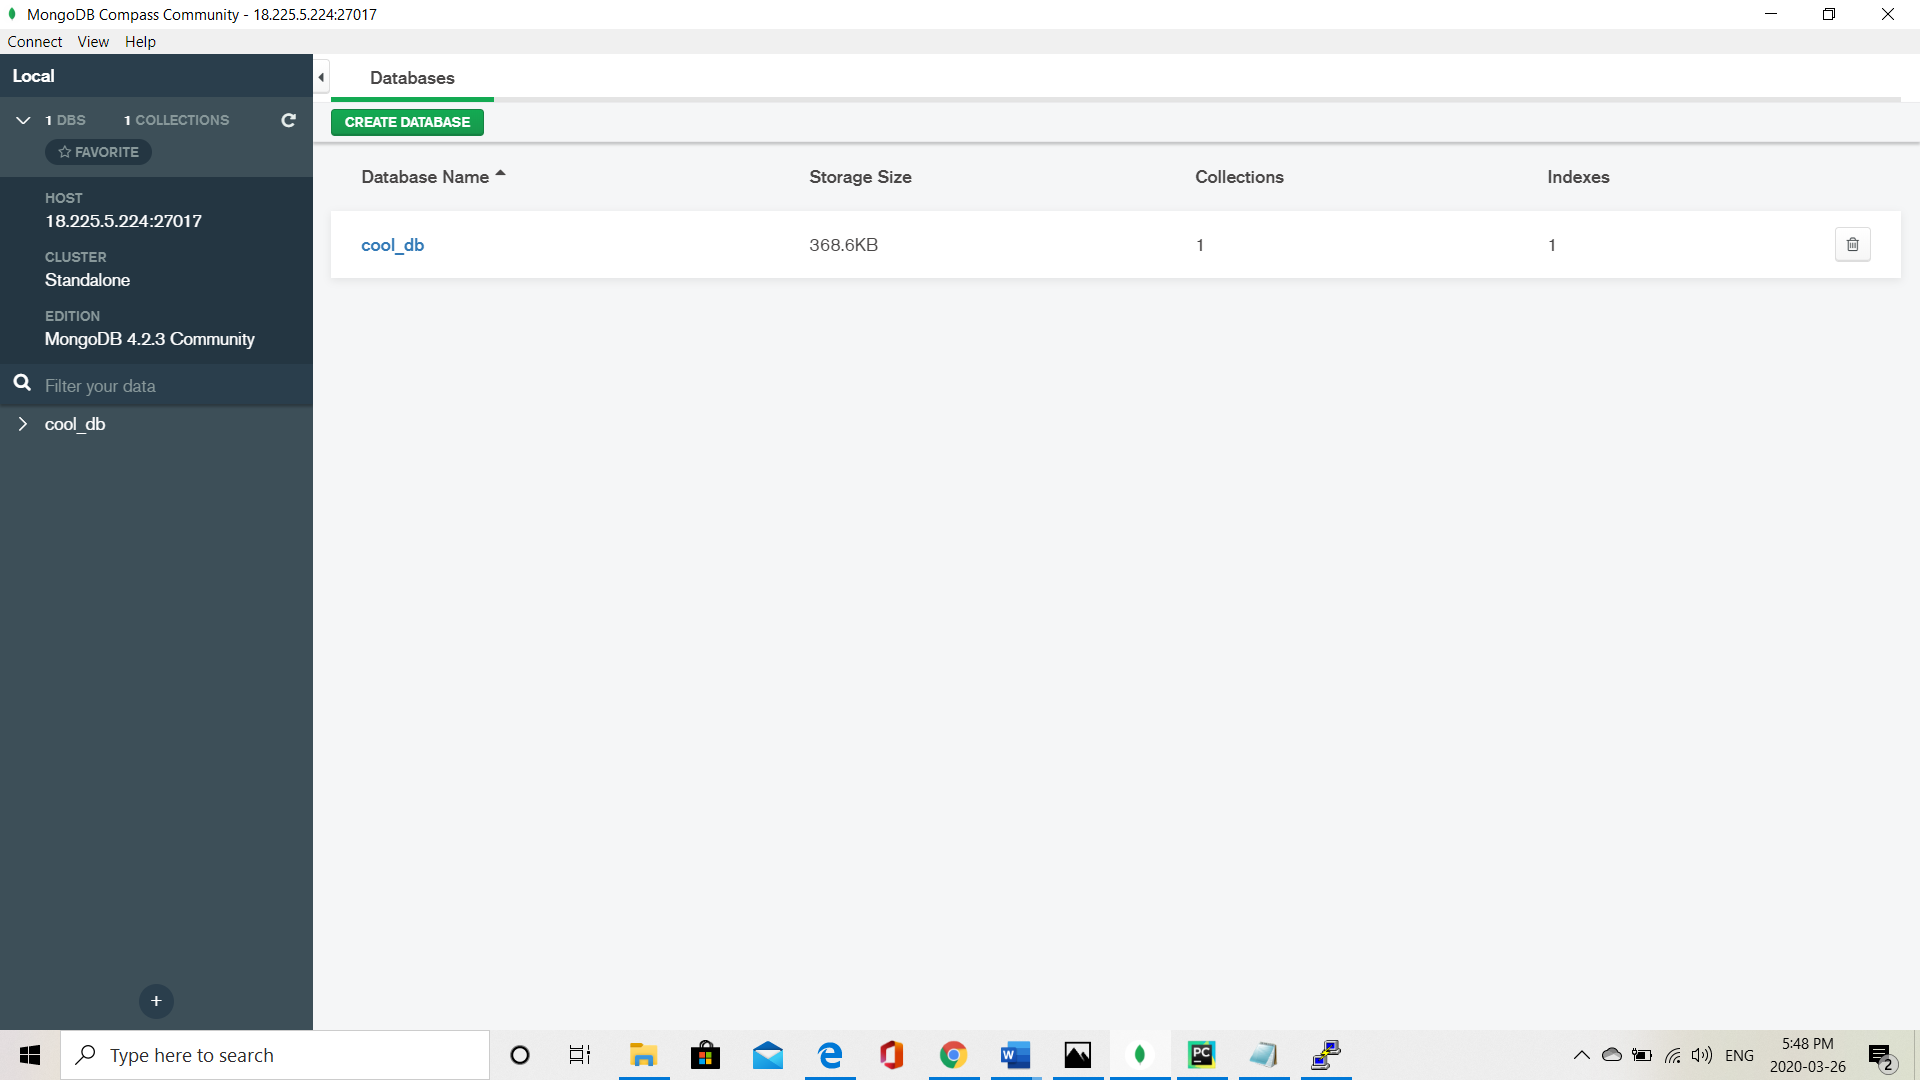 MongoDB Compass Community - 18.225.5.224:27017
Connect View Help
Local
1 DBS 1 COLLECTIONS
FAVORITE
HOST
18.225.5.224:27017
CLUSTER
Standalone
EDITION
MongoDB 4.2.3 Community
Filter your data
cool_db
+
Databases
CREATE DATABASE
Database Name Storage Size Collections Indexes
cool_db 368.6KB 1 1
Type here to search
W
PC
ENG
5:48 PM
2020-03-26
2